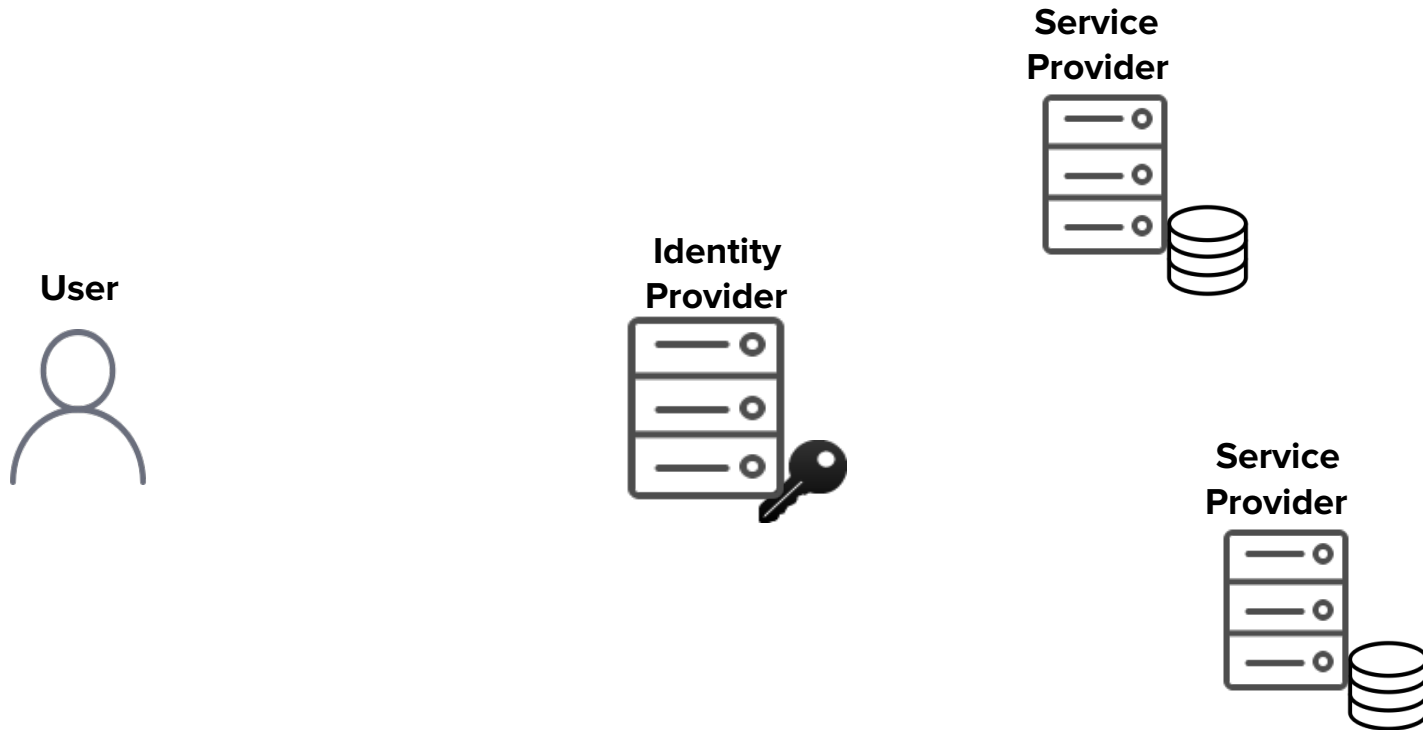 Service
Provider
Identity
Provider
User
Service
Provider